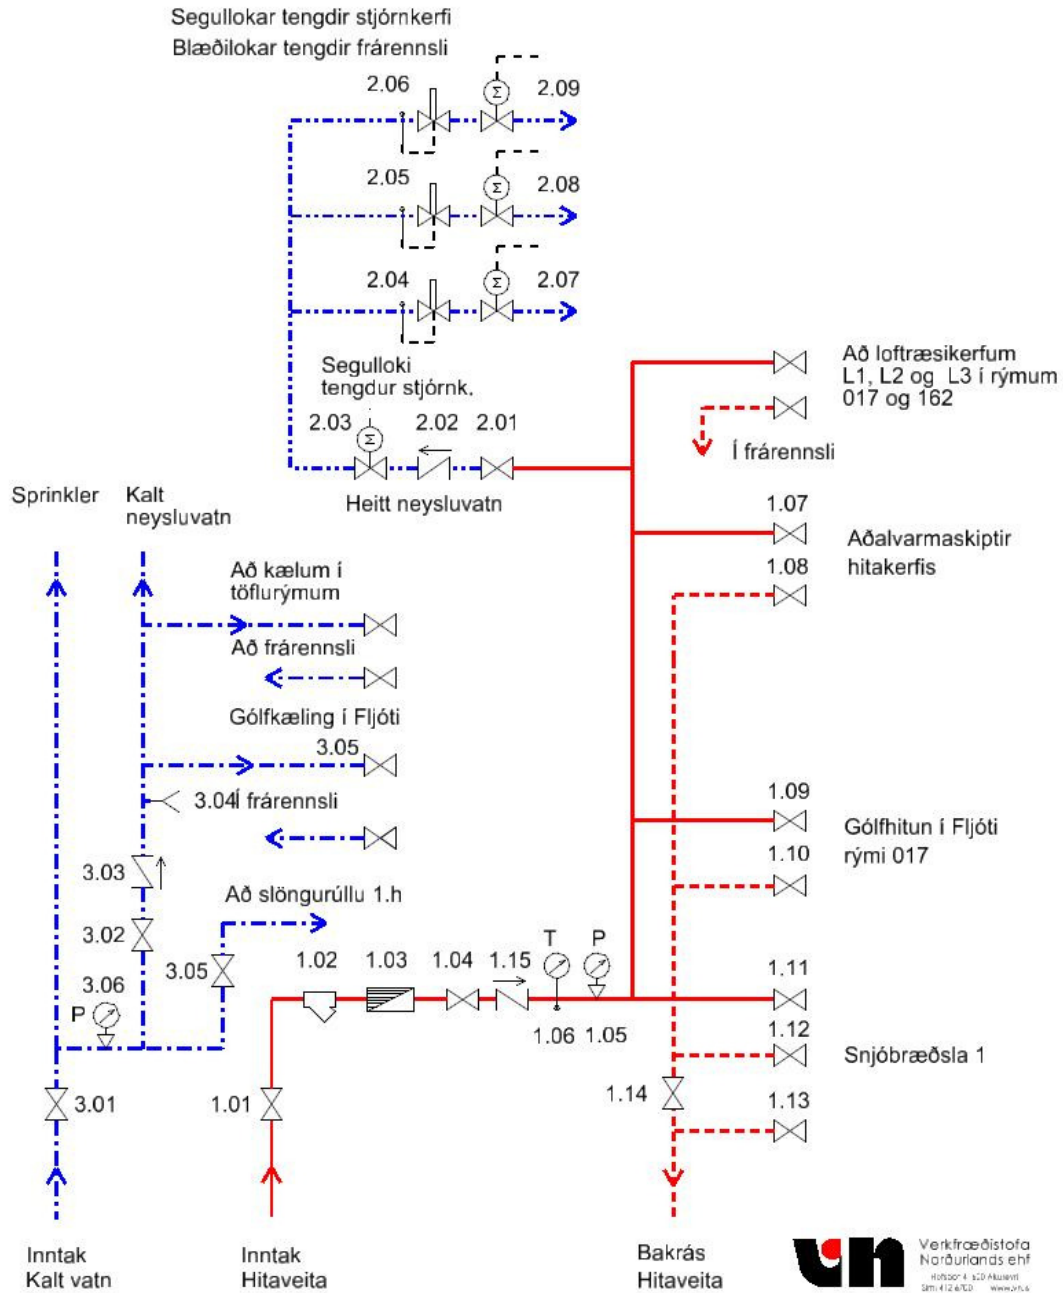 Segullokar tengdir stjórnkerfi
Blæðilokar tengdir frárennsli
2.06
2.09
Σ
2.05
2.08
Σ
2.04
2.07
Σ
Segulloki
tengdur stjórnk.
2.03
Σ
2.02
2.01
Heitt neysluvatn
Að loftræsikerfum
L1, L2 og L3 í rýmum
017 og 162
Í frárennsli
Sprinkler
Kalt
neysluvatn
1.07
Aðalvarmaskiptir
hitakerfis
1.08
Að kælum í
töflurýmum
Að frárennsli
Gólfkæling í Fljóti
3.05
3.04
Í frárennsli
1.09
Gólfhitun í Fljóti
rými 017
1.10
3.03
Að slöngurúllu 1.h
3.02
3.05
3.06
P
1.02
1.03
1.04
1.15
T
P
1.06
1.05
1.11
1.12
Snjóbræðsla 1
3.01
1.01
1.14
1.13
Inntak
Kalt vatn
Inntak
Hitaveita
Bakrás
Hitaveita
Verkfræðistofa
Norðurlands ehf